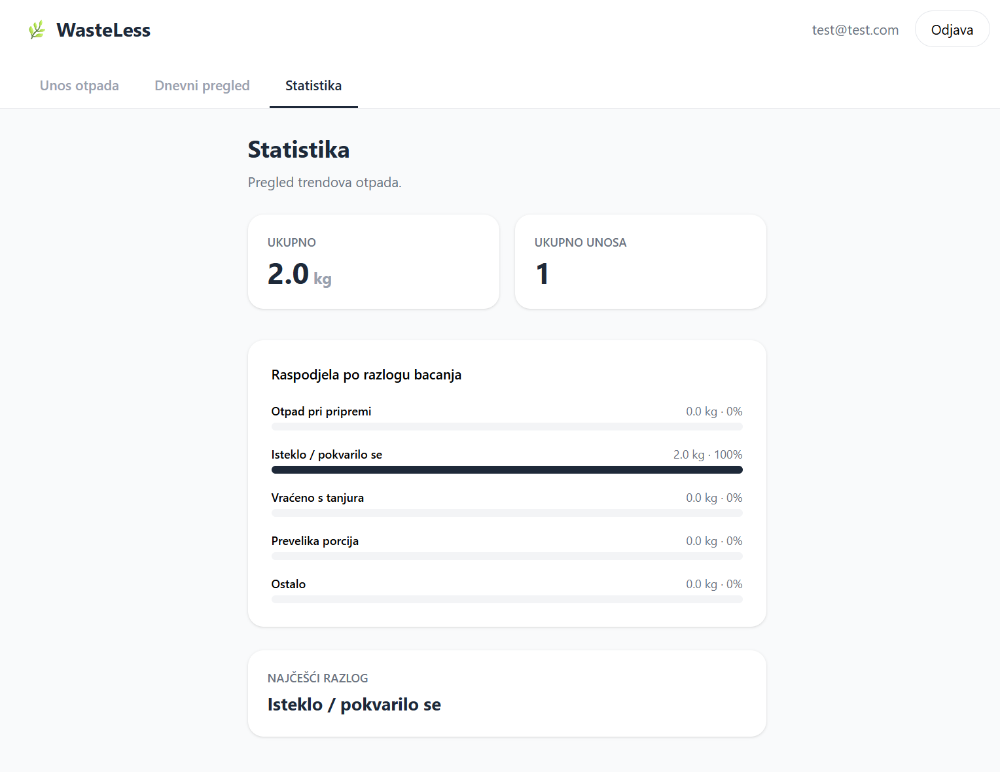 WasteLess
test@test.com
Odjava
Unos otpada
Dnevni pregled
Statistika
Statistika
Pregled trendova otpada.
UKUPNO
2.0 kg
UKUPNO UNOSA
1
Raspodjela po razlogu bacanja
Otpad pri pripremi 0.0 kg · 0%
Isteklo / pokvarilo se 2.0 kg · 100%
Vraćeno s tanjura 0.0 kg · 0%
Prevelika porcija 0.0 kg · 0%
Ostalo 0.0 kg · 0%
NAJČEŠĆI RAZLOG
Isteklo / pokvarilo se